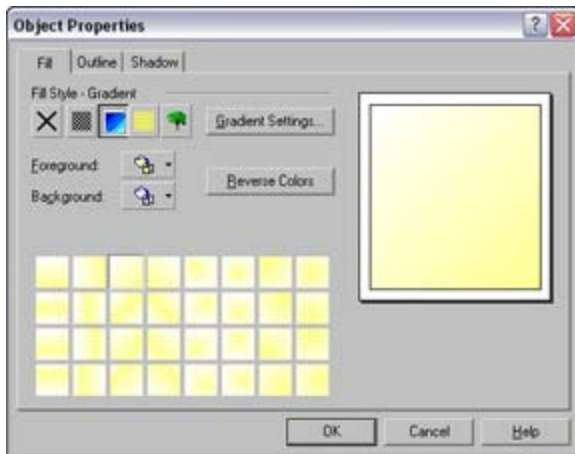 Object Properties
Fill Outline Shadow
Fill Style - Gradient
Gradient Settings...
Foreground:
Reverse Colors
Background:
OK Cancel Help